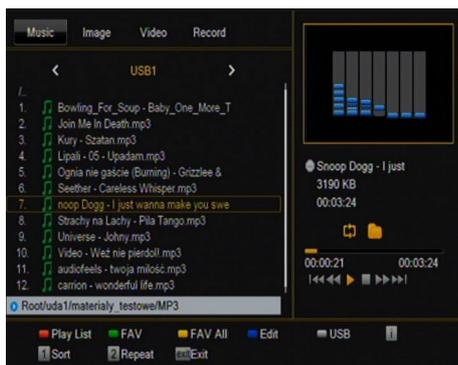 Music Image Video Record
USB1
/..
1. Bowling_For_Soup - Baby_One_More_T
2. Join Me In Death.mp3
3. Kury - Szatan.mp3
4. Lipali - 05 - Upadam.mp3
5. Ognia nie gaście (Burning) - Grizzlee &
6. Seether - Careless Whisper.mp3
7. noop Dogg - I just wanna make you swe
8. Strachy na Lachy - Pila Tango.mp3
9. Universe - Johny.mp3
10. Video - Weź nie pierdol!.mp3
11. audiofeels - twoja milość.mp3
12. carrion - wonderful life.mp3
Root/uda1/materialy_testowe/MP3
Snoop Dogg - I just
3190 KB
00:03:24
00:00:21 00:03:24
Play List FAV FAV All Edit USB i
1 Sort 2 Repeat exit Exit